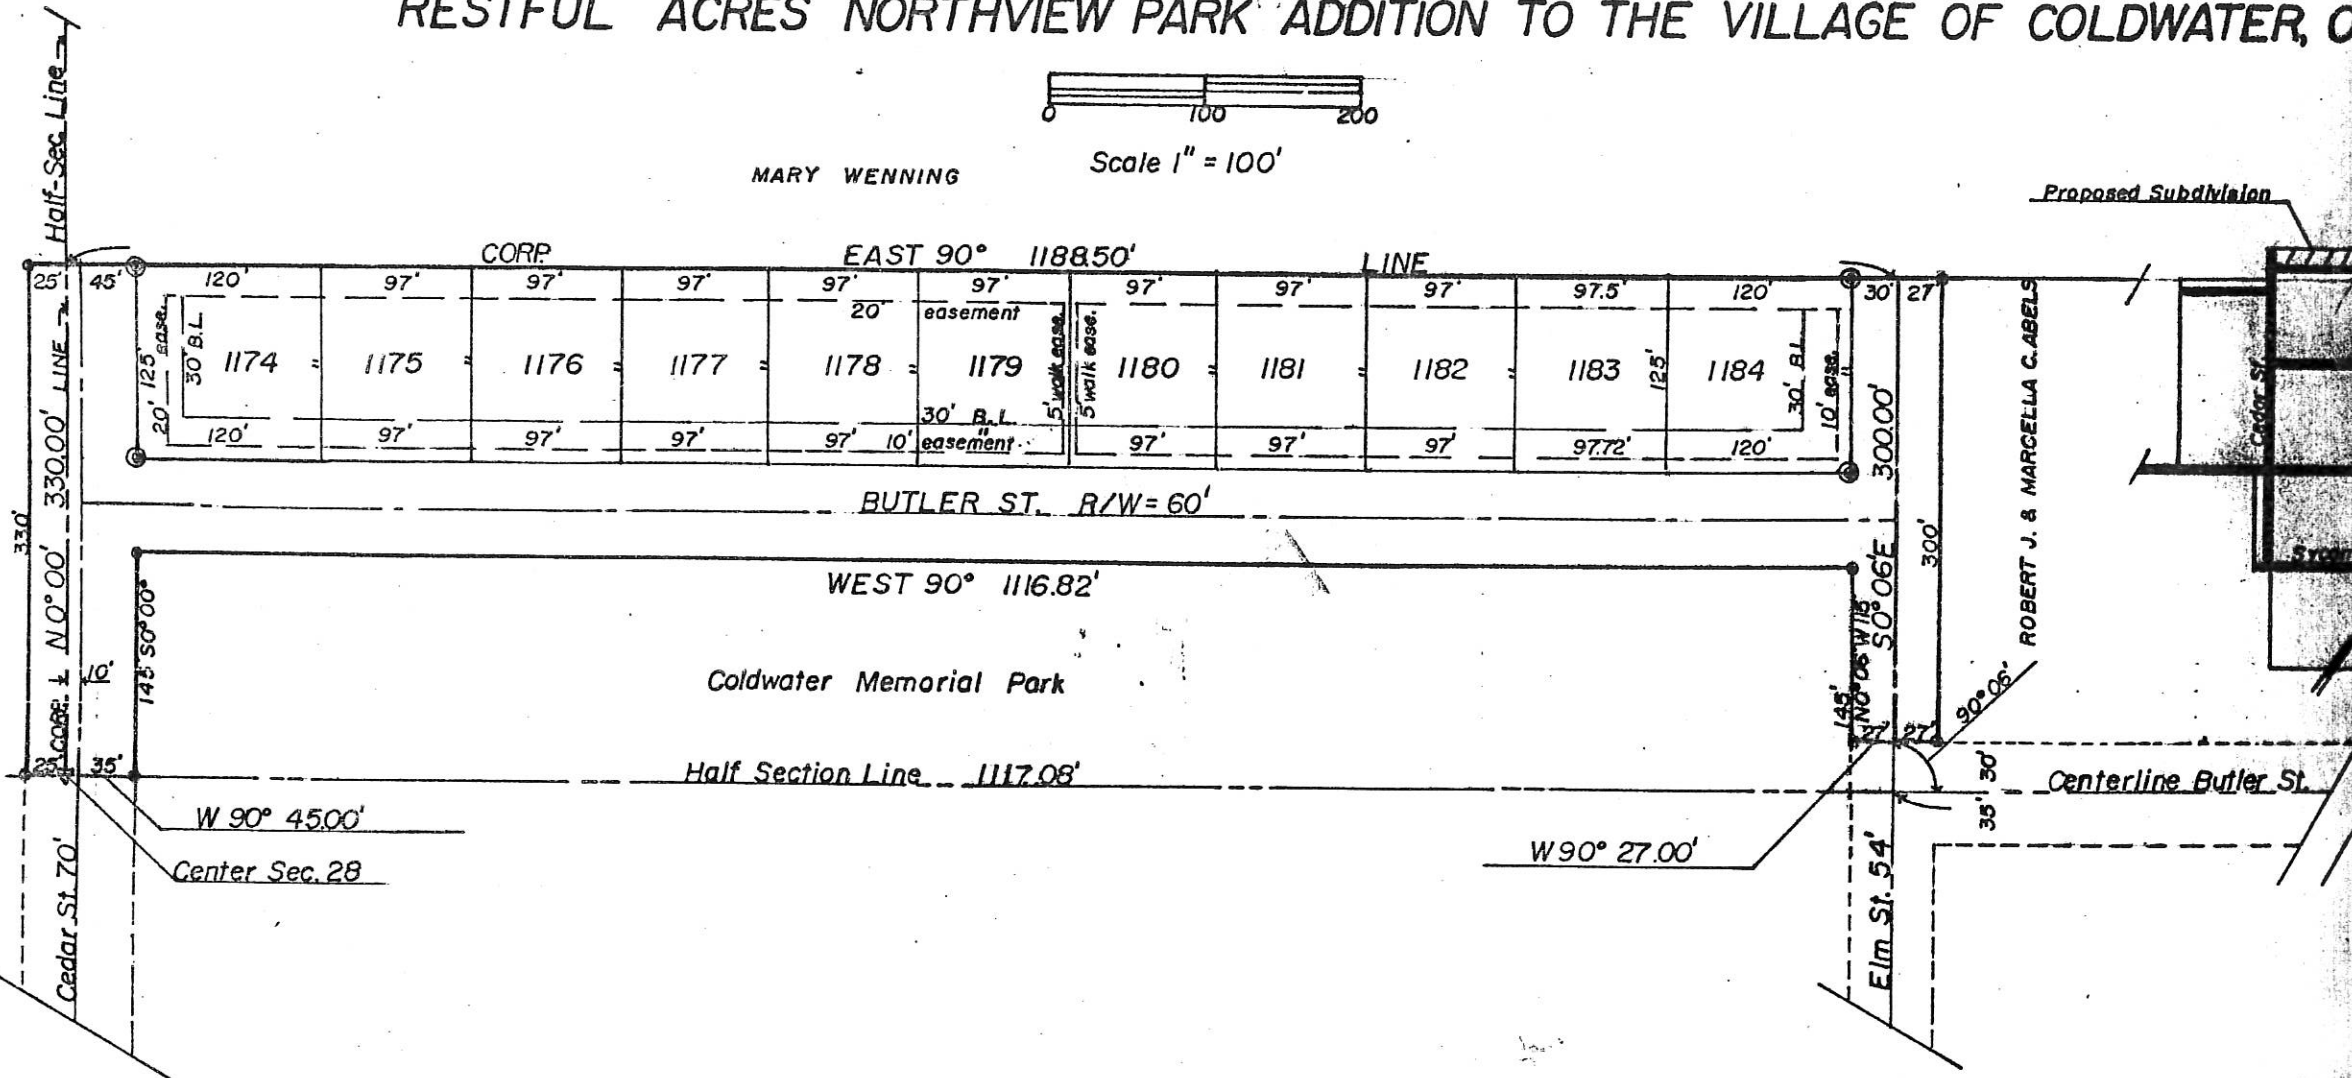 RESTFUL ACRES NORTHVIEW PARK ADDITION TO THE VILLAGE OF COLDWATER, O
0 100 200
Scale 1" = 100'
MARY WENNING
Proposed Subdivision
Half-Sec. Line
CORP. EAST 90° 1188.50' LINE
25' 45' 120' 97' 97' 97' 97' 97' 97' 97' 97' 97.5' 120' 30' 27'
20' easement
20' ease.
125'
30' B.L.
1174 1175 1176 1177 1178 1179 1180 1181 1182 1183 1184
5' walk ease.
5' walk ease.
125'
30' B.L.
10' ease.
30' B.L.
120' 97' 97' 97' 97' 10' easement 97' 97' 97' 97.72' 120'
BUTLER ST. R/W = 60'
WEST 90° 1116.82'
330'
CORP. L N 0° 00' 330.00' LINE
10'
145' S 0° 00'
Coldwater Memorial Park
300.00'
S 0° 06' E
300'
145'
ROBERT J. & MARCELLA C. ABELS
Cedar St.
90° 06'
27' 27'
25' 35' Half Section Line 1117.08'
30'
35'
Centerline Butler St.
W 90° 45.00'
Center Sec. 28
W 90° 27.00'
Cedar St. 70'
Elm St. 54'